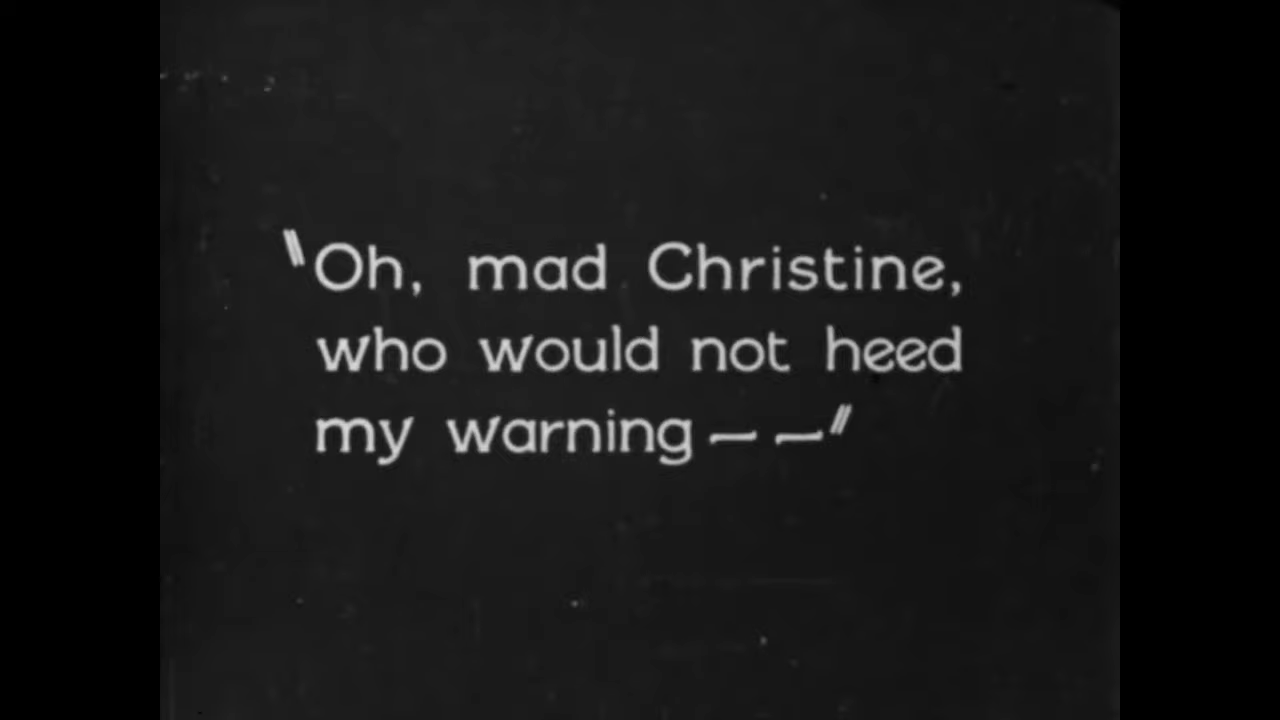 "Oh, mad Christine,
who would not heed
my warning — —"